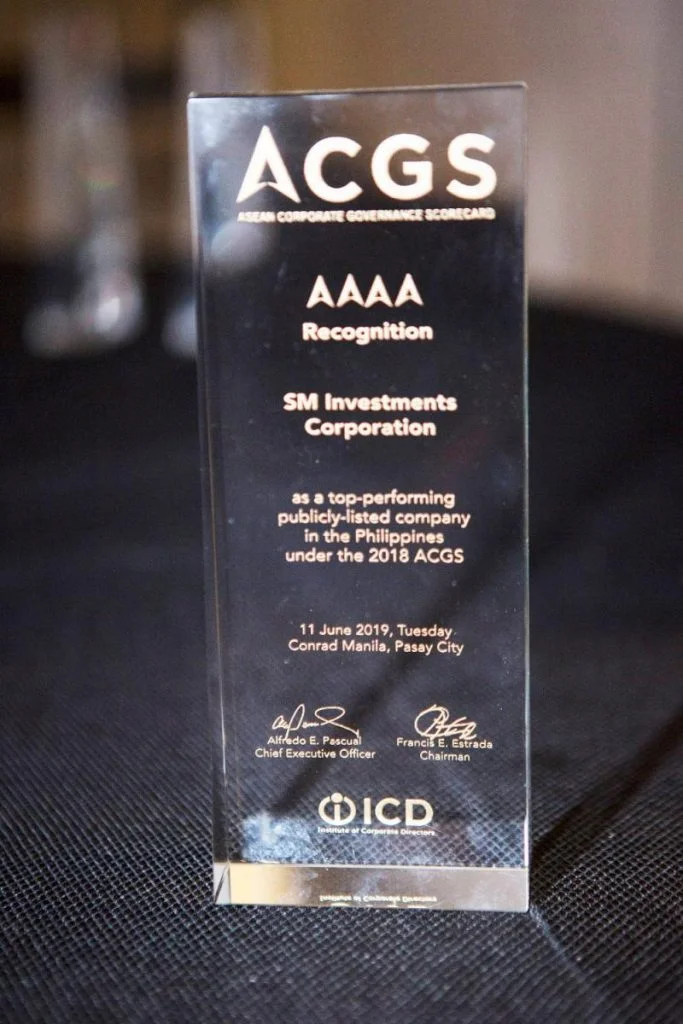 ACGS
ASEAN CORPORATE GOVERNANCE SCORECARD
AAAA
Recognition
SM Investments
Corporation
as a top-performing
publicly-listed company
in the Philippines
under the 2018 ACGS
11 June 2019, Tuesday
Conrad Manila, Pasay City
Alfredo E. Pascual
Chief Executive Officer
Francis E. Estrada
Chairman
ICD
Institute of Corporate Directors